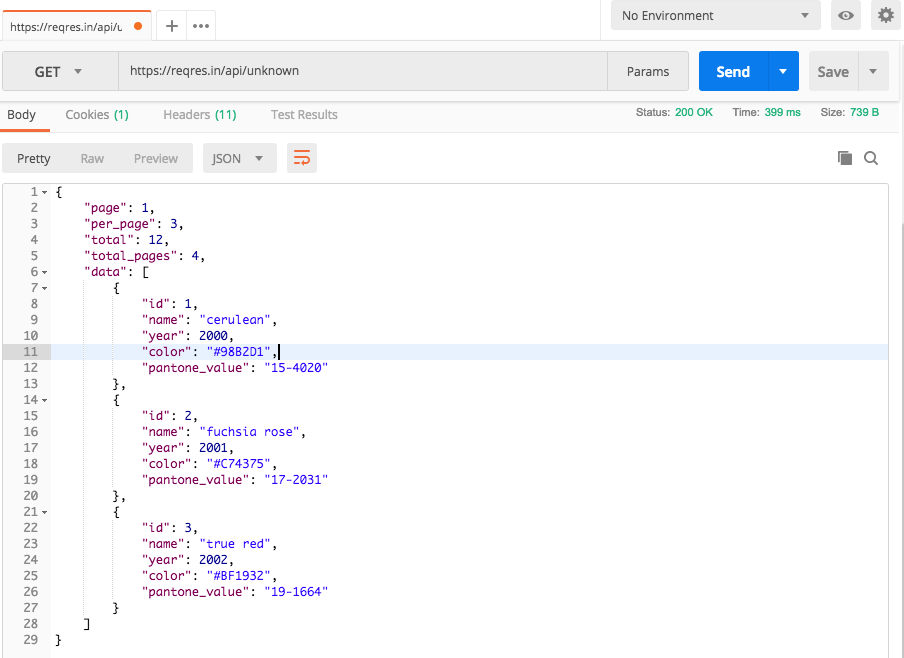 https://reqres.in/api/u
No Environment
GET https://reqres.in/api/unknown Params Send Save
Body Cookies (1) Headers (11) Test Results Status: 200 OK Time: 399 ms Size: 739 B
Pretty Raw Preview JSON
1 {
2 "page": 1,
3 "per_page": 3,
4 "total": 12,
5 "total_pages": 4,
6 "data": [
7 {
8 "id": 1,
9 "name": "cerulean",
10 "year": 2000,
11 "color": "#98B2D1",
12 "pantone_value": "15-4020"
13 },
14 {
15 "id": 2,
16 "name": "fuchsia rose",
17 "year": 2001,
18 "color": "#C74375",
19 "pantone_value": "17-2031"
20 },
21 {
22 "id": 3,
23 "name": "true red",
24 "year": 2002,
25 "color": "#BF1932",
26 "pantone_value": "19-1664"
27 }
28 ]
29 }